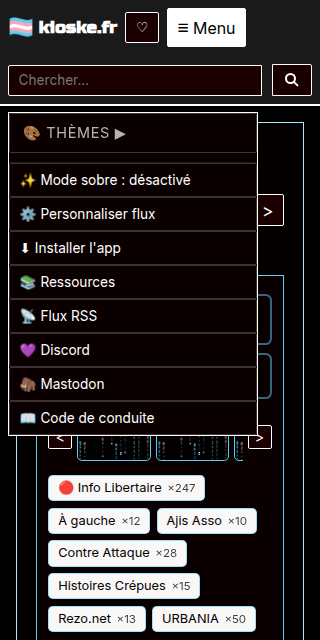 🏳️‍⚧️ kloske.fr ♡ ≡ Menu
Chercher...
🎨 THÈMES ▶
✨ Mode sobre : désactivé
⚙️ Personnaliser flux
⬇ Installer l'app
📚 Ressources
📡 Flux RSS
💜 Discord
🦣 Mastodon
📖 Code de conduite
>
< >
🔴 Info Libertaire ×247
À gauche ×12 Ajis Asso ×10
Contre Attaque ×28
Histoires Crépues ×15
Rezo.net ×13 URBANIA ×50